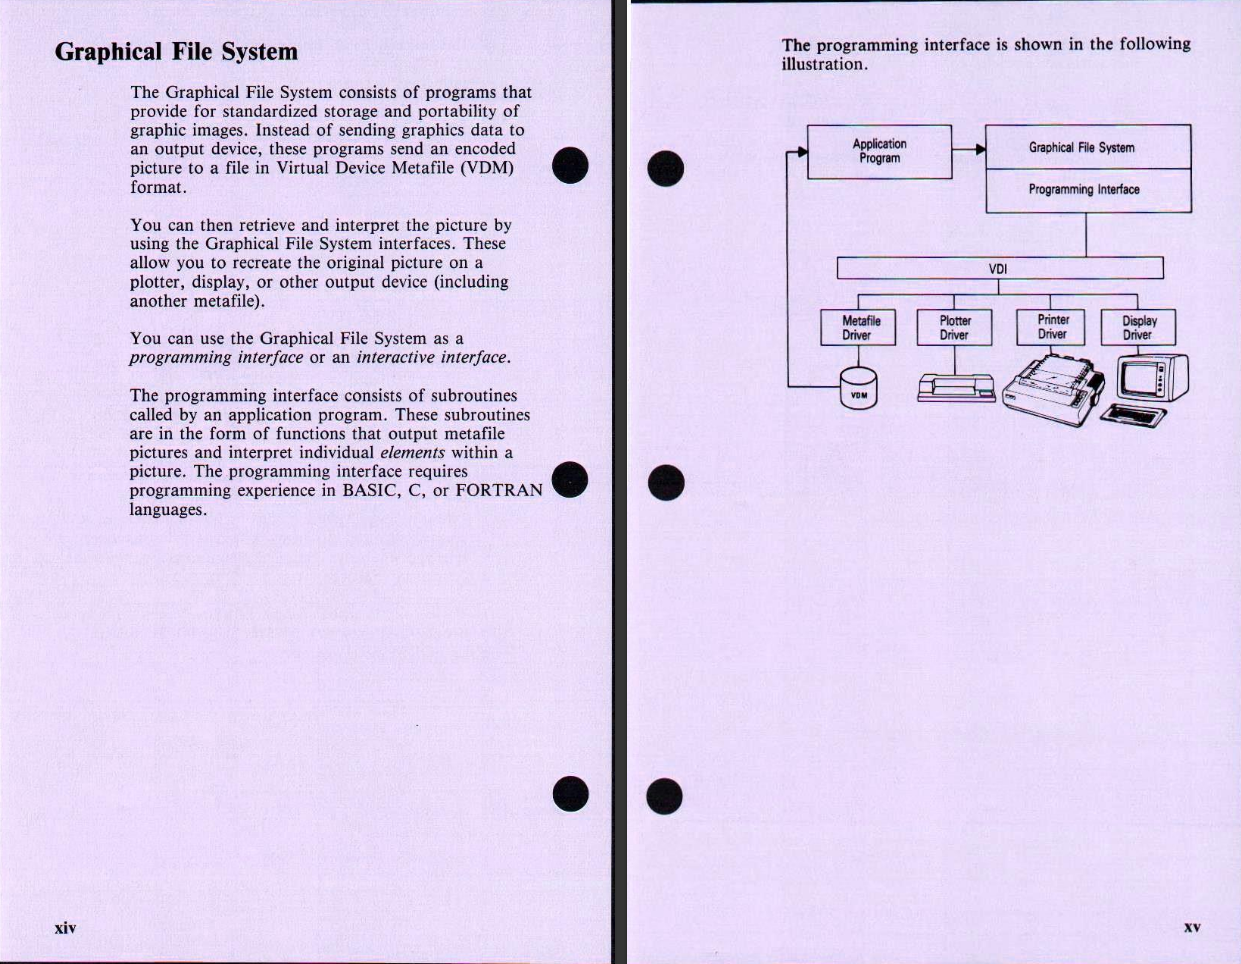 Graphical File System
The Graphical File System consists of programs that
provide for standardized storage and portability of
graphic images. Instead of sending graphics data to
an output device, these programs send an encoded
picture to a file in Virtual Device Metafile (VDM)
format.
You can then retrieve and interpret the picture by
using the Graphical File System interfaces. These
allow you to recreate the original picture on a
plotter, display, or other output device (including
another metafile).
You can use the Graphical File System as a
programming interface or an interactive interface.
The programming interface consists of subroutines
called by an application program. These subroutines
are in the form of functions that output metafile
pictures and interpret individual elements within a
picture. The programming interface requires
programming experience in BASIC, C, or FORTRAN
languages.
xiv
The programming interface is shown in the following
illustration.
Application
Program
Graphical File System
Programming Interface
VDI
Metafile
Driver
Plotter
Driver
Printer
Driver
Display
Driver
VDM
xv